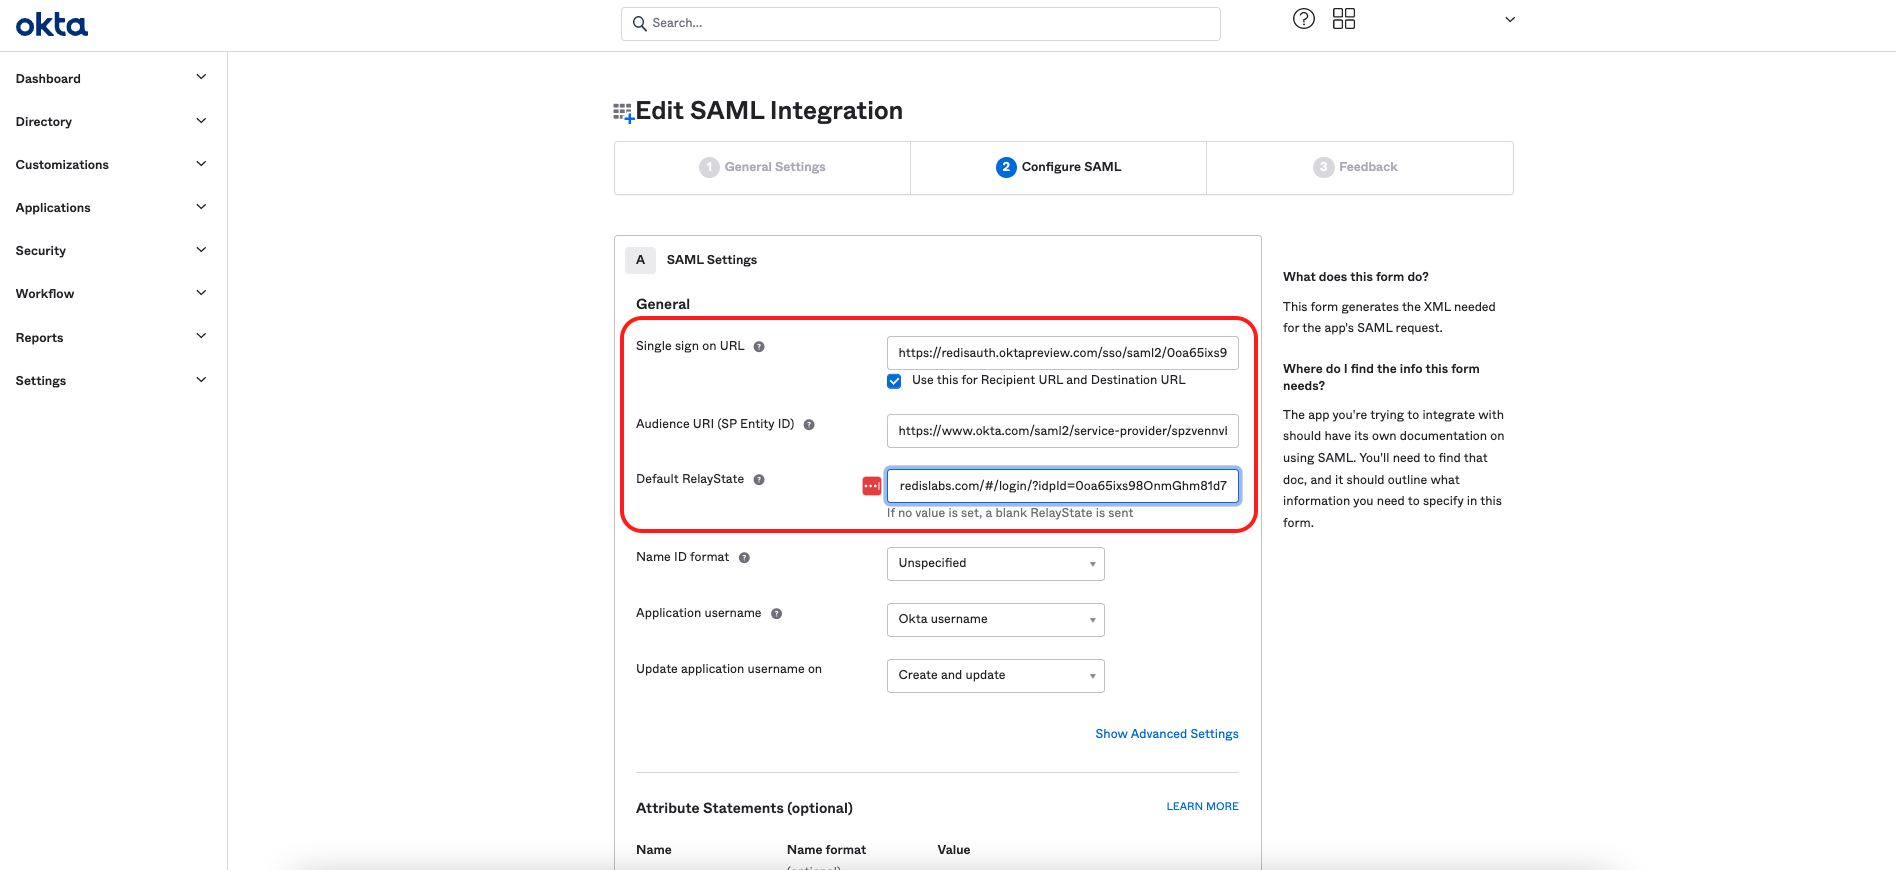 okta
Search...
Dashboard
Directory
Customizations
Applications
Security
Workflow
Reports
Settings
Edit SAML Integration
1 General Settings
2 Configure SAML
3 Feedback
A SAML Settings
General
Single sign on URL
https://redisauth.oktapreview.com/sso/saml2/0oa65ixs9
Use this for Recipient URL and Destination URL
Audience URI (SP Entity ID)
https://www.okta.com/saml2/service-provider/spzvennvl
Default RelayState
redislabs.com/#/login/?idpId=0oa65ixs98OnmGhm81d7
If no value is set, a blank RelayState is sent
Name ID format
Unspecified
Application username
Okta username
Update application username on
Create and update
Show Advanced Settings
Attribute Statements (optional)
LEARN MORE
Name
Name format
(optional)
Value
What does this form do?
This form generates the XML needed
for the app's SAML request.
Where do I find the info this form
needs?
The app you're trying to integrate with
should have its own documentation on
using SAML. You'll need to find that
doc, and it should outline what
information you need to specify in this
form.